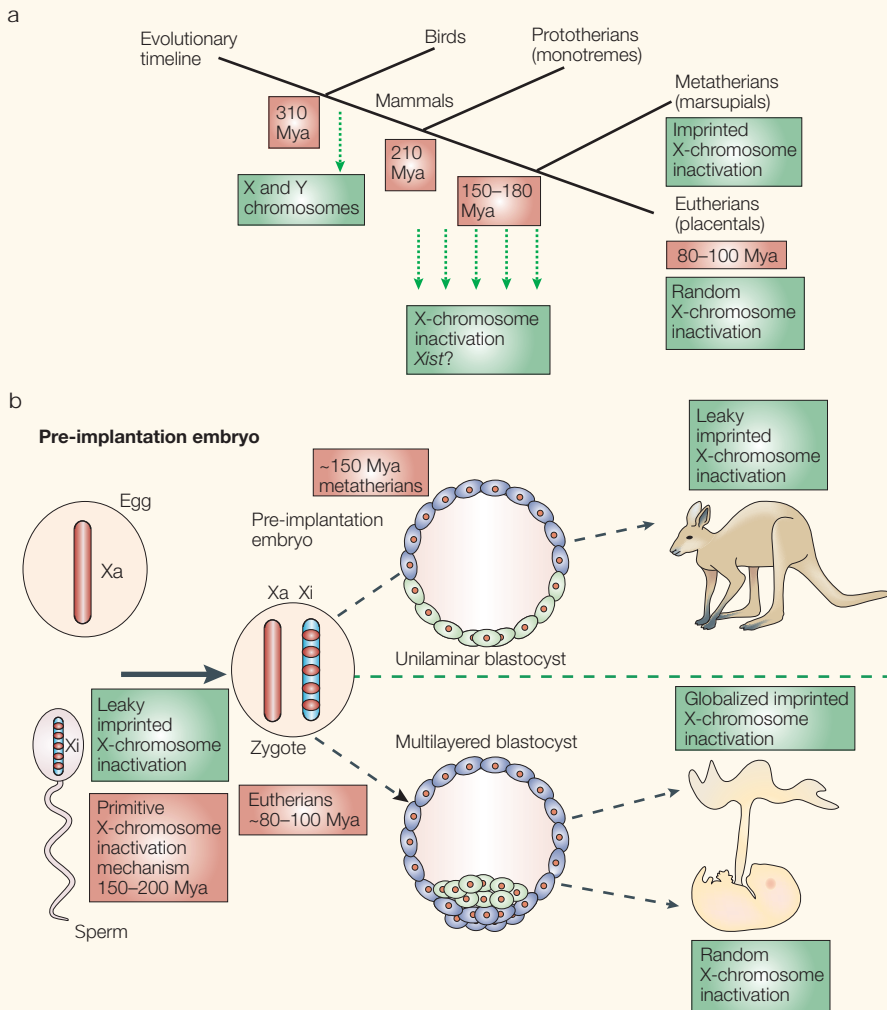 a
Evolutionary
timeline
Birds
Prototherians
(monotremes)
Mammals
Metatherians
(marsupials)
310
Mya
Imprinted
X-chromosome
inactivation
210
Mya
X and Y
chromosomes
150–180
Mya
Eutherians
(placentals)
80–100 Mya
Random
X-chromosome
inactivation
X-chromosome
inactivation
Xist?
b
Pre-implantation embryo
Leaky
imprinted
X-chromosome
inactivation
~150 Mya
metatherians
Egg
Pre-implantation
embryo
Xa
Xa Xi
Unilaminar blastocyst
Leaky
imprinted
X-chromosome
inactivation
Globalized imprinted
X-chromosome
inactivation
Xi
Zygote
Multilayered blastocyst
Primitive
X-chromosome
inactivation
mechanism
150–200 Mya
Eutherians
~80–100 Mya
Sperm
Random
X-chromosome
inactivation